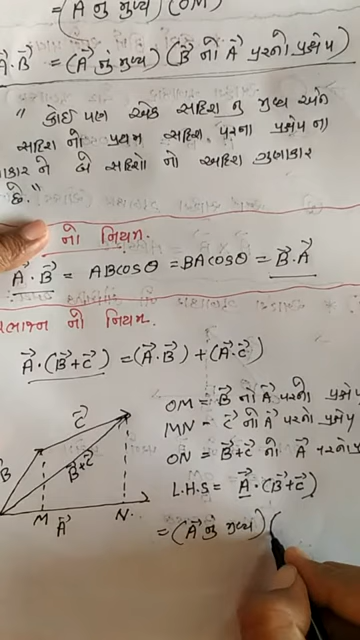 = (A⃗ નું મૂલ્ય) (OM)
A⃗·B⃗ = (A⃗ નું મૂલ્ય) (B⃗ નો A⃗ પરનો પ્રક્ષેપ)
"કોઈ પણ એક સદિશ નું મૂલ્ય અને
સદિશ નો પ્રથમ સદિશ પરના પ્રક્ષેપ ના
ાકાર ને બે સદિશો નો અદિશ ગુણાકાર
છે."
નો નિયમ.
A⃗·B⃗ = ABcosθ = BAcosθ = B⃗·A⃗
ભાજન નો નિયમ.
A⃗·(B⃗+C⃗) = (A⃗·B⃗) + (A⃗·C⃗)
OM = B⃗ નો A⃗ પરનો પ્રક્ષેપ
MN = C⃗ નો A⃗ પરનો પ્રક્ષેપ
ON = B⃗+C⃗ નો A⃗ પરનો પ્ર
L.H.S = A⃗·(B⃗+C⃗)
= (A⃗ નું મૂલ્ય) (
C⃗
B⃗+C⃗
B
M
A⃗
N